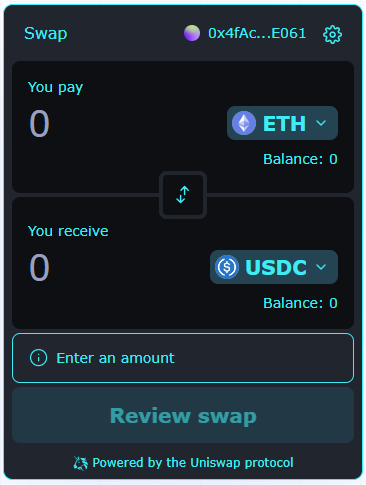 Swap 0x4fAc...E061
You pay
0 ETH
Balance: 0
You receive
0 USDC
Balance: 0
Enter an amount
Review swap
Powered by the Uniswap protocol